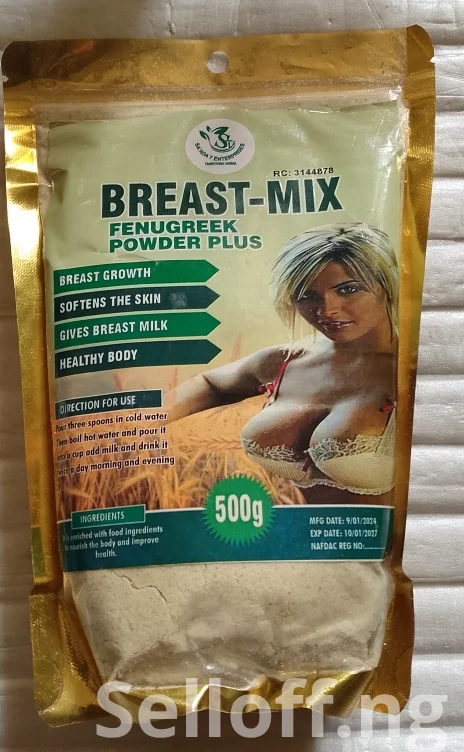 SA'ADA T ENTERPRISES
RC: 3144878
BREAST-MIX
FENUGREEK
POWDER PLUS
BREAST GROWTH
SOFTENS THE SKIN
GIVES BREAST MILK
HEALTHY BODY
DIRECTION FOR USE
Pour three spoons in cold water
Then boil hot water and pour it
into a cup add milk and drink it
twice a day morning and evening
INGREDIENTS
is enriched with food ingredients
to nourish the body and improve
health.
500g
MFG DATE: 9/01/2024
EXP DATE: 10/01/2027
NAFDAC REG NO:
Selloff.ng